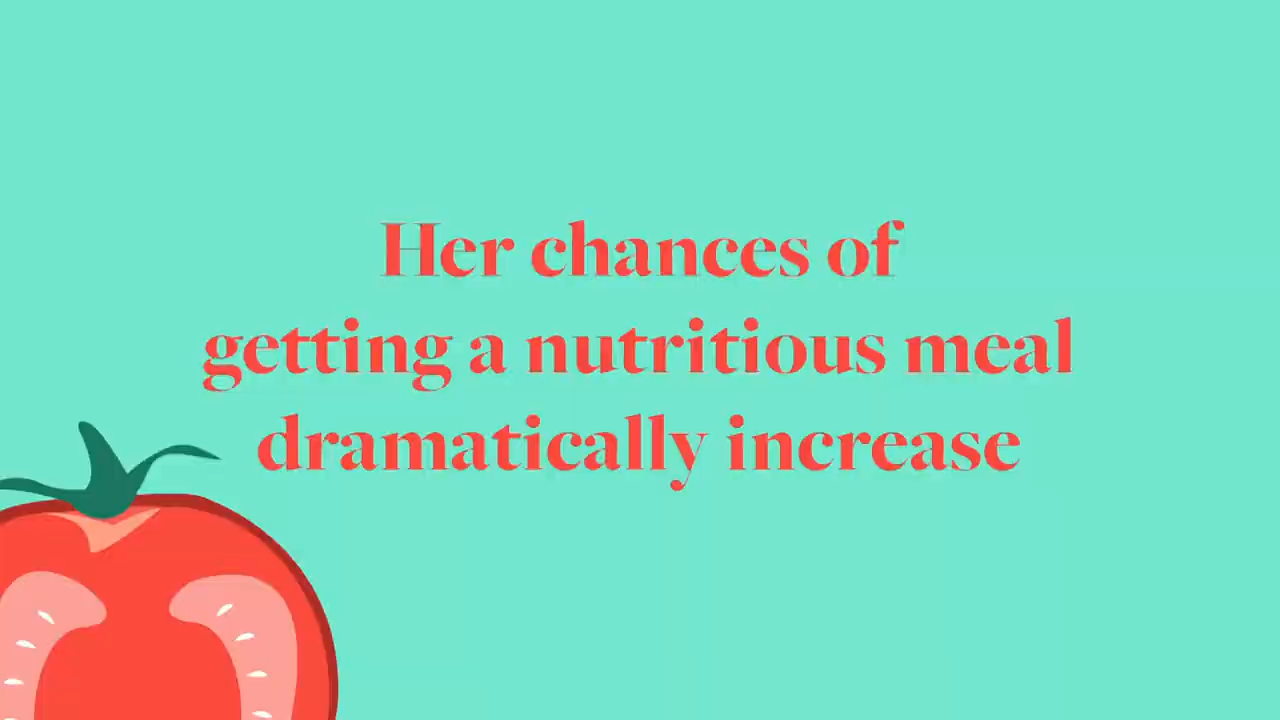 Her chances of
getting a nutritious meal
dramatically increase